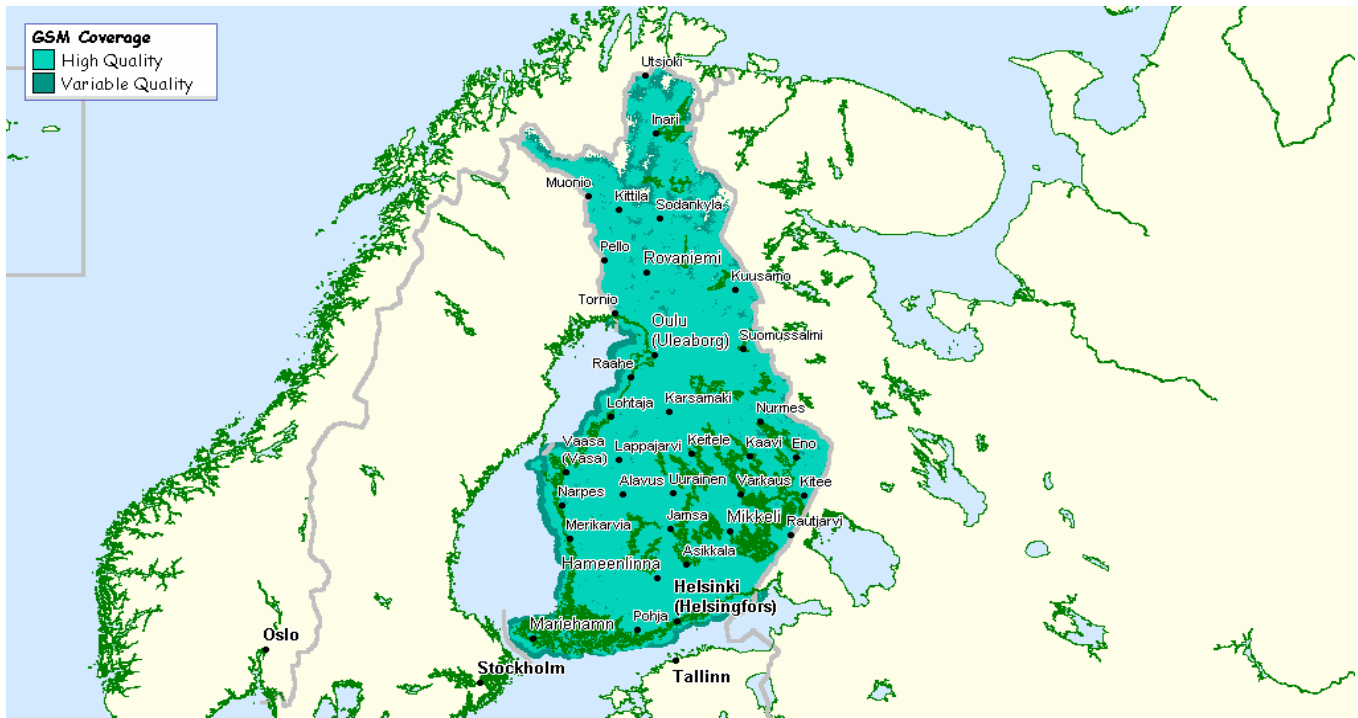 GSM Coverage
High Quality
Variable Quality
Utsjoki
Inari
Muonio
Kittila
Sodankyla
Pello
Rovaniemi
Kuusamo
Tornio
Oulu
(Uleaborg)
Suomussalmi
Raahe
Lohtaja
Karsamaki
Nurmes
Vaasa
(Vasa)
Lappajarvi
Keitele
Kaavi
Eno
Narpes
Alavus
Uurainen
Varkaus
Kitee
Merikarvia
Jamsa
Mikkeli
Rautjarvi
Asikkala
Hameenlinna
Helsinki
(Helsingfors)
Mariehamn
Pohja
Oslo
Stockholm
Tallinn